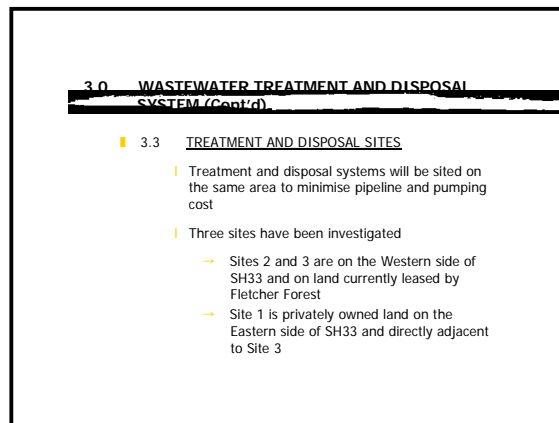 3.0 WASTEWATER TREATMENT AND DISPOSAL
SYSTEM (Cont'd)
3.3 TREATMENT AND DISPOSAL SITES
Treatment and disposal systems will be sited on
the same area to minimise pipeline and pumping
cost
Three sites have been investigated
→ Sites 2 and 3 are on the Western side of
SH33 and on land currently leased by
Fletcher Forest
→ Site 1 is privately owned land on the
Eastern side of SH33 and directly adjacent
to Site 3